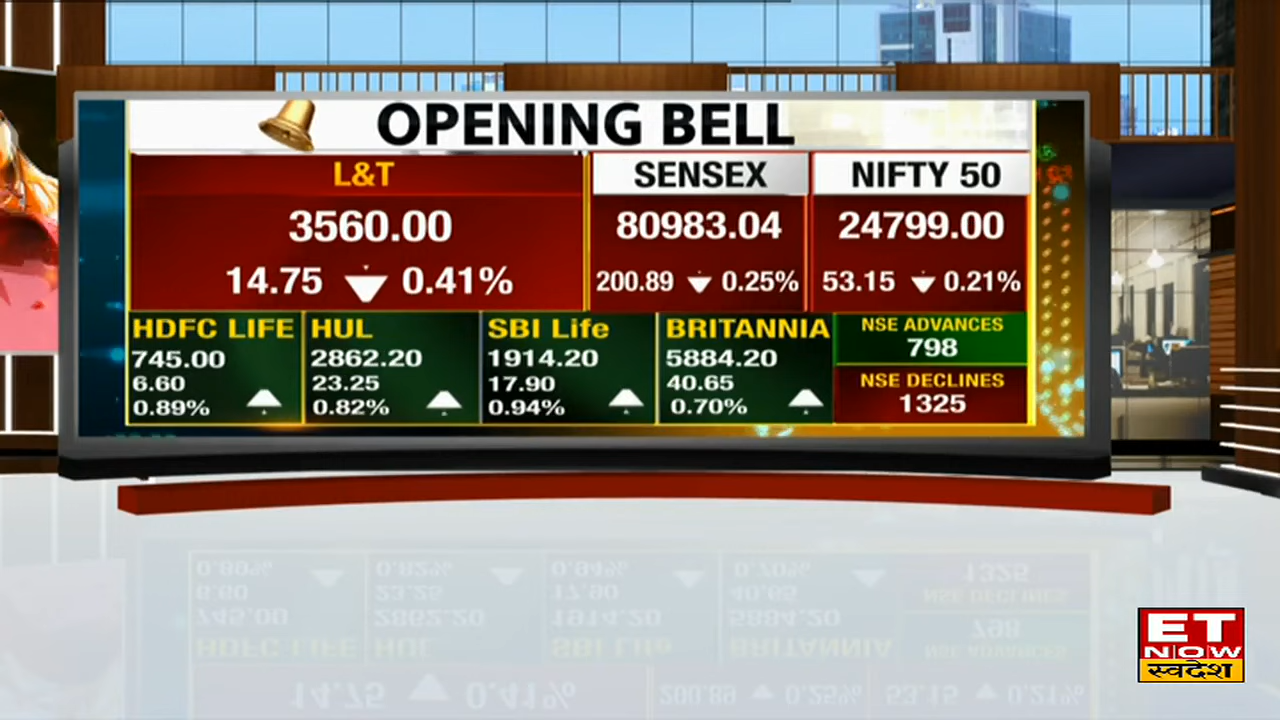 OPENING BELL
L&T
3560.00
14.75 0.41%
SENSEX
80983.04
200.89 0.25%
NIFTY 50
24799.00
53.15 0.21%
HDFC LIFE
745.00
6.60
0.89%
HUL
2862.20
23.25
0.82%
SBI Life
1914.20
17.90
0.94%
BRITANNIA
5884.20
40.65
0.70%
NSE ADVANCES
798
NSE DECLINES
1325
ET
NOW
स्वदेश